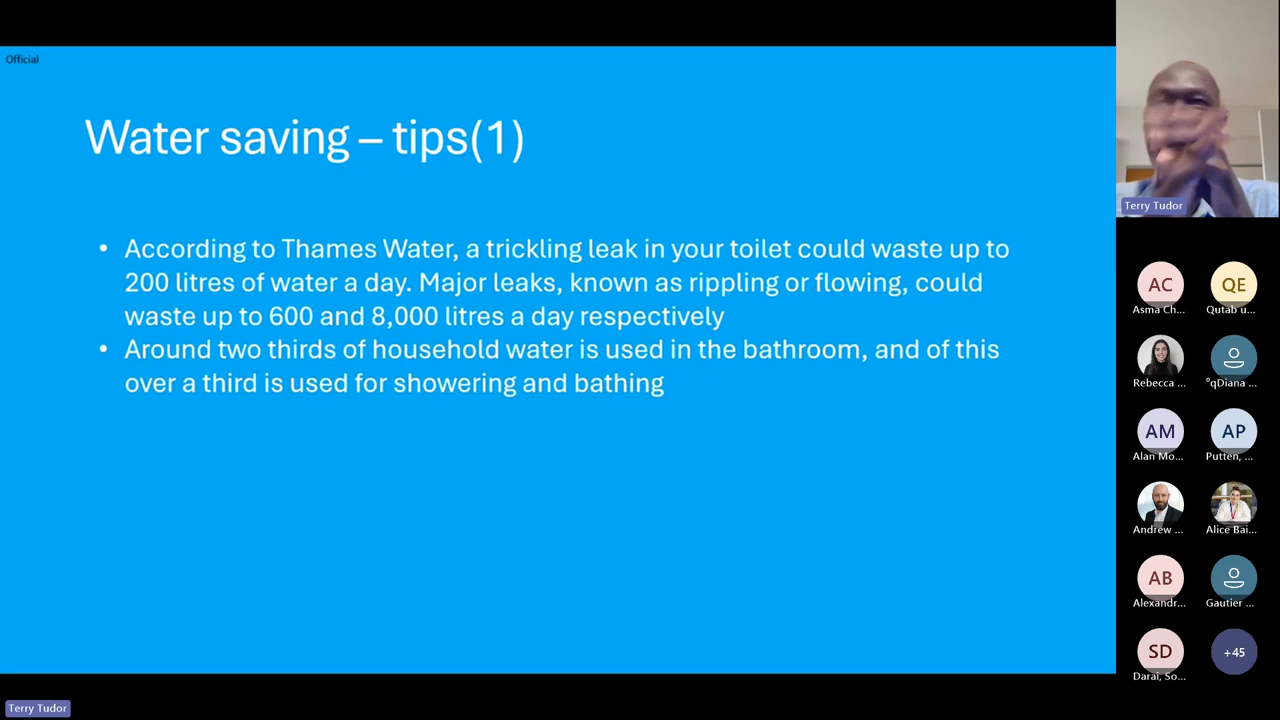 Official
Water saving – tips(1)
• According to Thames Water, a trickling leak in your toilet could waste up to
200 litres of water a day. Major leaks, known as rippling or flowing, could
waste up to 600 and 8,000 litres a day respectively
• Around two thirds of household water is used in the bathroom, and of this
over a third is used for showering and bathing
Terry Tudor
AC
QE
Asma Ch...
Qutab u...
Rebecca ...
°qDiana ...
AM
AP
Alan Mo...
Putten, ...
Andrew ...
Alice Bai...
AB
Alexandr...
Gautier ...
SD
+45
Darai, So...
Terry Tudor